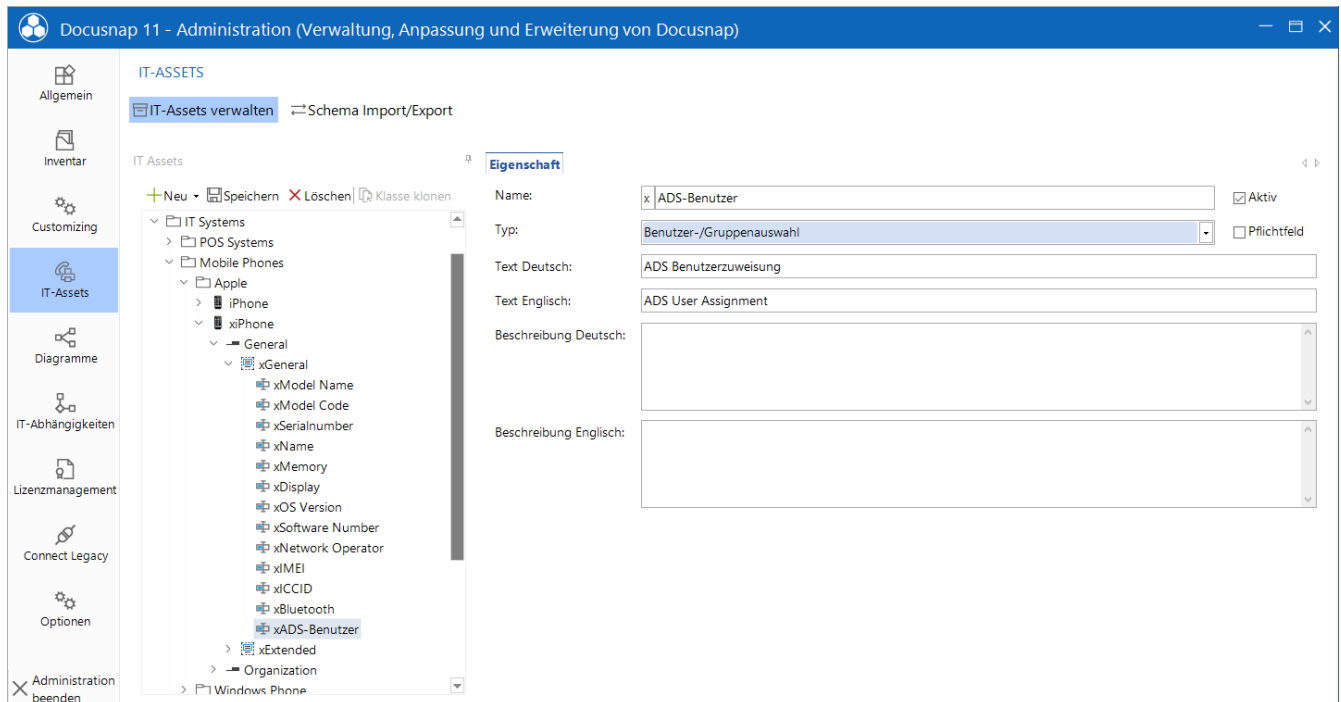 Docusnap 11 - Administration (Verwaltung, Anpassung und Erweiterung von Docusnap)
Allgemein
Inventar
Customizing
IT-Assets
Diagramme
IT-Abhängigkeiten
Lizenzmanagement
Connect Legacy
Optionen
Administration
beenden
IT-ASSETS
IT-Assets verwalten Schema Import/Export
IT Assets
Neu Speichern Löschen Klasse klonen
IT Systems
POS Systems
Mobile Phones
Apple
iPhone
xiPhone
General
xGeneral
xModel Name
xModel Code
xSerialnumber
xName
xMemory
xDisplay
xOS Version
xSoftware Number
xNetwork Operator
xIMEI
xICCID
xBluetooth
xADS-Benutzer
xExtended
Organization
Windows Phone
Eigenschaft
Name: x ADS-Benutzer Aktiv
Typ: Benutzer-/Gruppenauswahl Pflichtfeld
Text Deutsch: ADS Benutzerzuweisung
Text Englisch: ADS User Assignment
Beschreibung Deutsch:
Beschreibung Englisch: